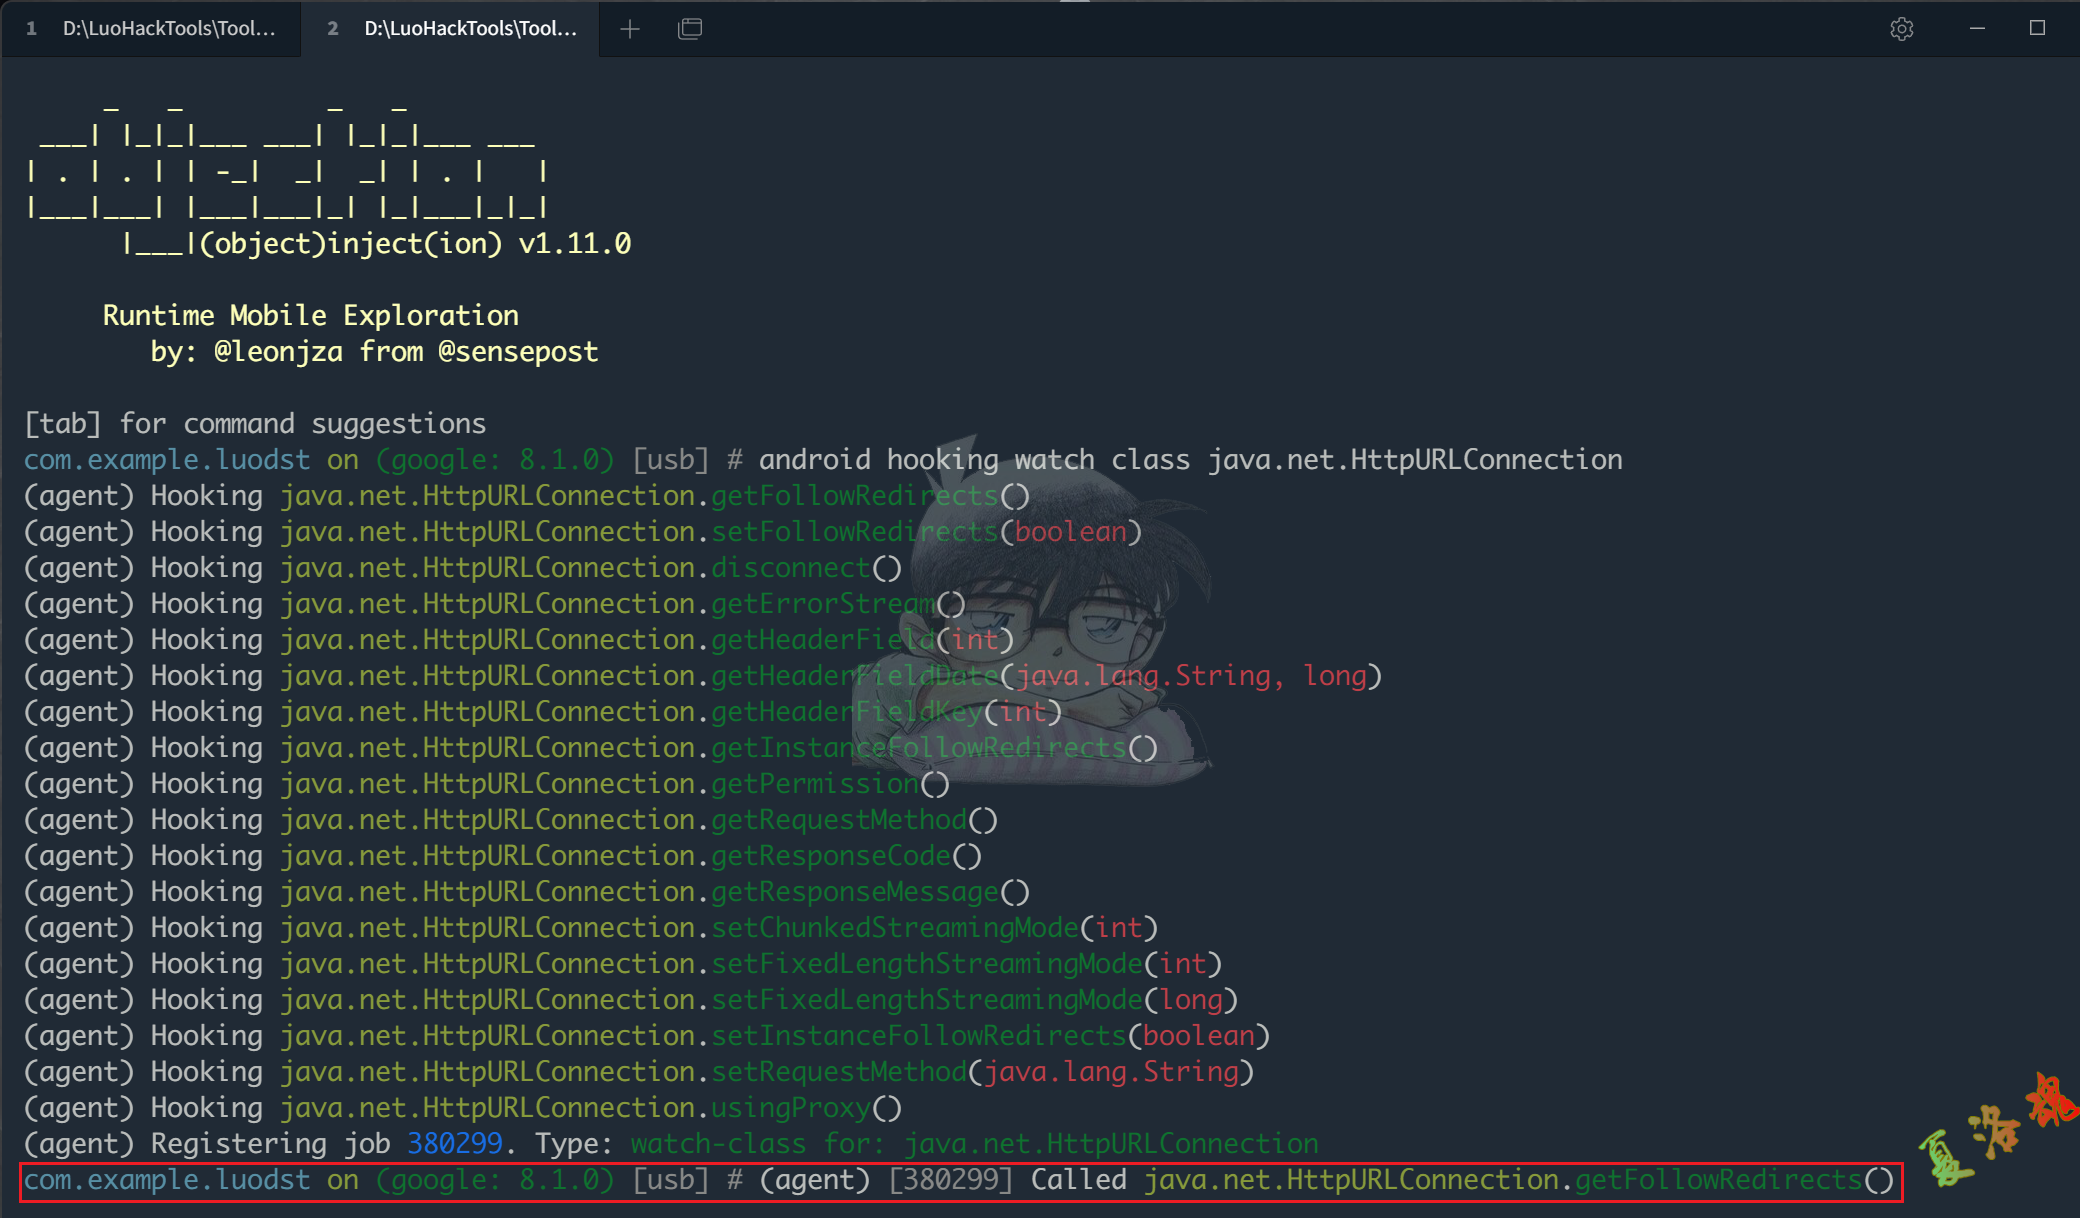 1 D:\LuoHackTools\Tool... 2 D:\LuoHackTools\Tool...
     _   _         _   _
 ___| |_|_|___ ___| |_|_|___ ___
| . | . | | -_|  _|  _| | . |   |
|___|___| |___|___|_| |_|___|_|_|
      |___|(object)inject(ion) v1.11.0
Runtime Mobile Exploration
by: @leonjza from @sensepost
[tab] for command suggestions
com.example.luodst on (google: 8.1.0) [usb] # android hooking watch class java.net.HttpURLConnection
(agent) Hooking java.net.HttpURLConnection.getFollowRedirects()
(agent) Hooking java.net.HttpURLConnection.setFollowRedirects(boolean)
(agent) Hooking java.net.HttpURLConnection.disconnect()
(agent) Hooking java.net.HttpURLConnection.getErrorStream()
(agent) Hooking java.net.HttpURLConnection.getHeaderField(int)
(agent) Hooking java.net.HttpURLConnection.getHeaderFieldDate(java.lang.String, long)
(agent) Hooking java.net.HttpURLConnection.getHeaderFieldKey(int)
(agent) Hooking java.net.HttpURLConnection.getInstanceFollowRedirects()
(agent) Hooking java.net.HttpURLConnection.getPermission()
(agent) Hooking java.net.HttpURLConnection.getRequestMethod()
(agent) Hooking java.net.HttpURLConnection.getResponseCode()
(agent) Hooking java.net.HttpURLConnection.getResponseMessage()
(agent) Hooking java.net.HttpURLConnection.setChunkedStreamingMode(int)
(agent) Hooking java.net.HttpURLConnection.setFixedLengthStreamingMode(int)
(agent) Hooking java.net.HttpURLConnection.setFixedLengthStreamingMode(long)
(agent) Hooking java.net.HttpURLConnection.setInstanceFollowRedirects(boolean)
(agent) Hooking java.net.HttpURLConnection.setRequestMethod(java.lang.String)
(agent) Hooking java.net.HttpURLConnection.usingProxy()
(agent) Registering job 380299. Type: watch-class for: java.net.HttpURLConnection
com.example.luodst on (google: 8.1.0) [usb] # (agent) [380299] Called java.net.HttpURLConnection.getFollowRedirects()
夏洛